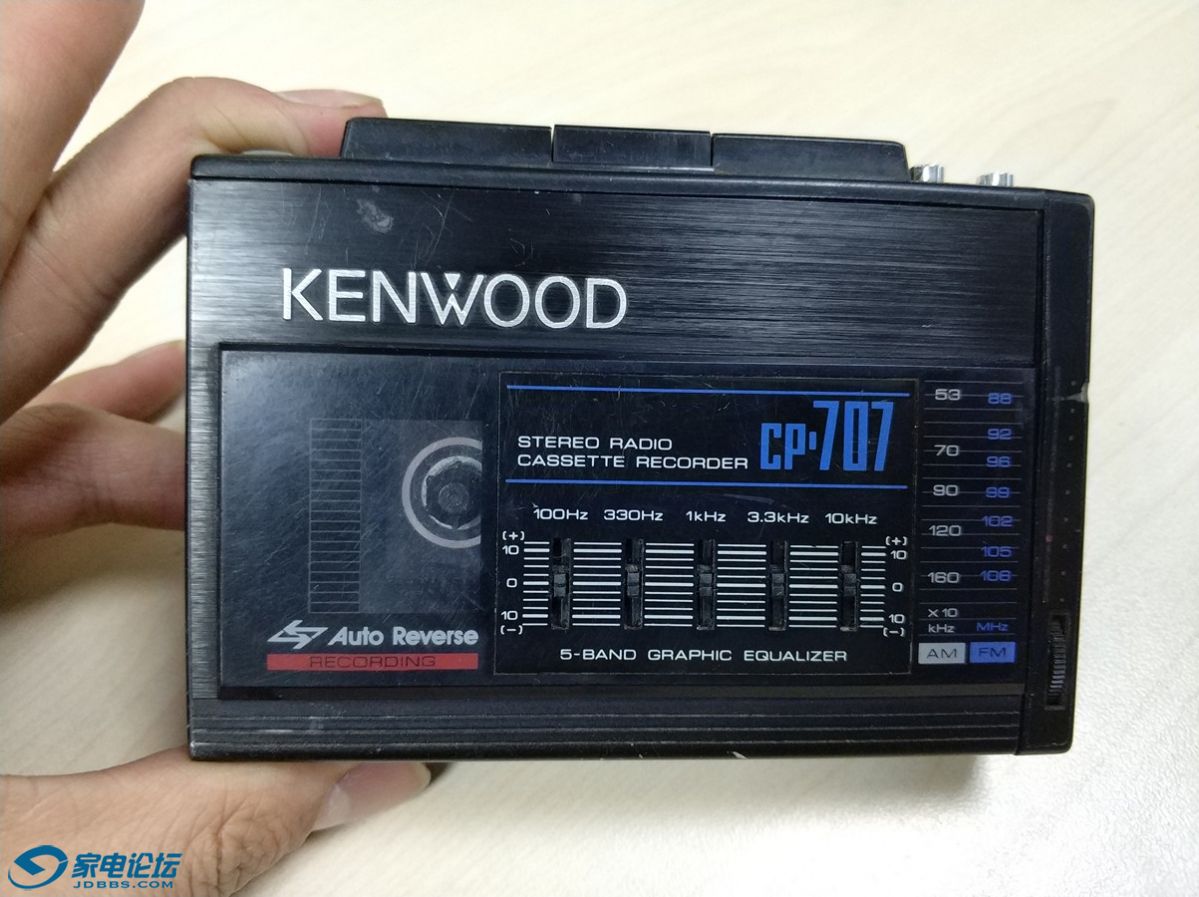 KENWOOD
STEREO RADIO
CASSETTE RECORDER
CP·707
100Hz 330Hz 1kHz 3.3kHz 10kHz
(+) (+)
10 10
0 0
10 10
(-) (-)
5-BAND GRAPHIC EQUALIZER
Auto Reverse
RECORDING
53 88
92
70 96
90 99
120 102
105
160 108
x10
kHz MHz
AM FM
家电论坛
JDBBS.COM